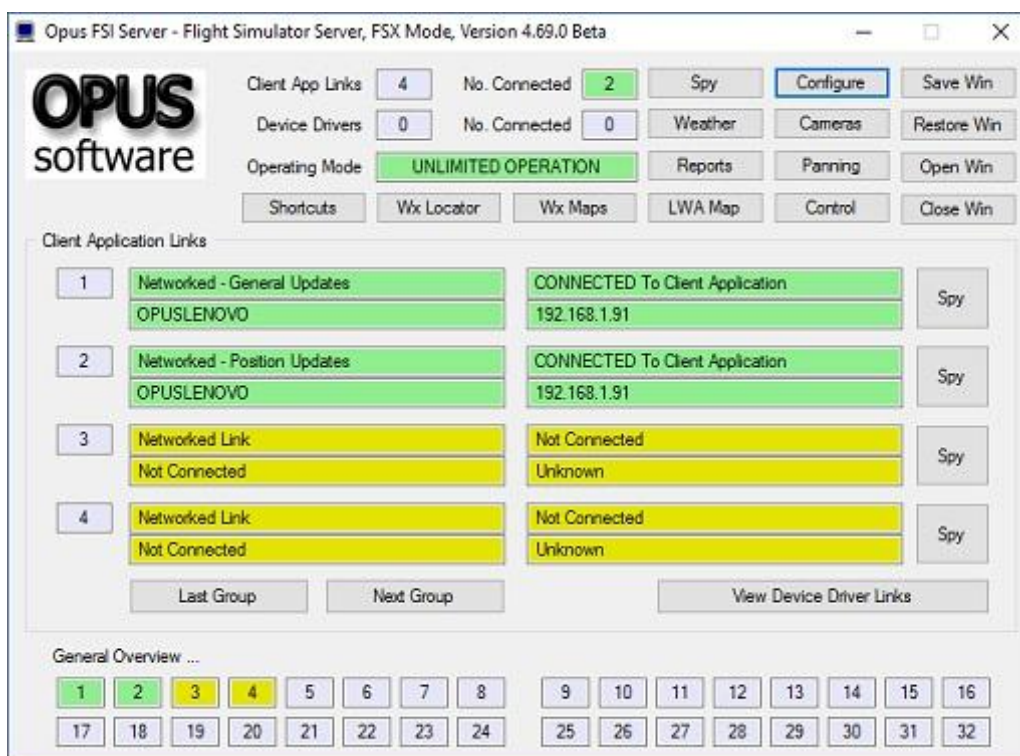 Opus FSI Server - Flight Simulator Server, FSX Mode, Version 4.69.0 Beta
OPUS
software
Client App Links 4 No. Connected 2 Spy Configure Save Win
Device Drivers 0 No. Connected 0 Weather Cameras Restore Win
Operating Mode UNLIMITED OPERATION Reports Panning Open Win
Shortcuts Wx Locator Wx Maps LWA Map Control Close Win
Client Application Links
1 Networked - General Updates CONNECTED To Client Application Spy
OPUSLENOVO 192.168.1.91
2 Networked - Position Updates CONNECTED To Client Application Spy
OPUSLENOVO 192.168.1.91
3 Networked Link Not Connected Spy
Not Connected Unknown
4 Networked Link Not Connected Spy
Not Connected Unknown
Last Group Next Group View Device Driver Links
General Overview ...
1 2 3 4 5 6 7 8 9 10 11 12 13 14 15 16
17 18 19 20 21 22 23 24 25 26 27 28 29 30 31 32